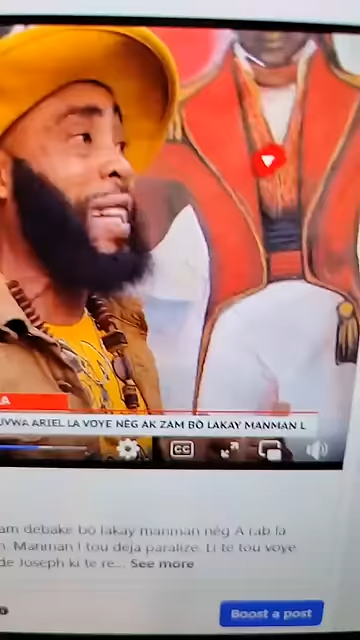 A
UVWA ARIEL LA VOYE NÈG AK ZAM BÒ LAKAY MANMAN L
CC
am debake bò lakay manman nèg A rab la
n. Manman l tou deja paralize. Li te tou voye
de Joseph ki te re... See more
Boost a post